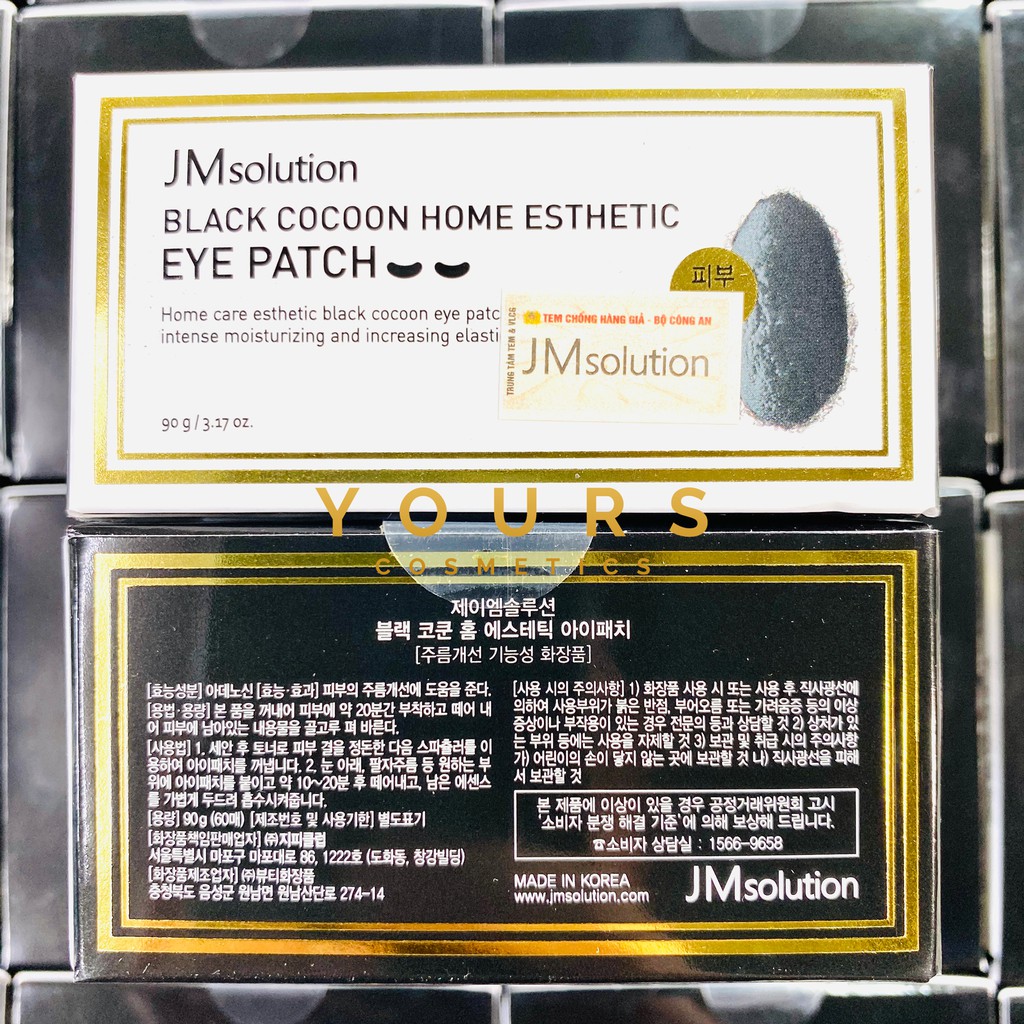 JMsolution
BLACK COCOON HOME ESTHETIC
EYE PATCH
피부
Home care esthetic black cocoon eye patc
intense moisturizing and increasing elasti
TRUNG TÂM TEM & VLCG
TEM CHỐNG HÀNG GIẢ - BỘ CÔNG AN
JMsolution
90 g / 3.17 oz.
YOURS
COSMETICS
제이엠솔루션
블랙 코쿤 홈 에스테틱 아이패치
[주름개선 기능성 화장품]
[효능성분] 아데노신 [효능·효과] 피부의 주름개선에 도움을 준다.
[용법·용량] 본 품을 꺼내어 피부에 약 20분간 부착하고 떼어 내
어 피부에 남아있는 내용물을 골고루 펴 바른다.
[사용법] 1. 세안 후 토너로 피부 결을 정돈한 다음 스파츌러를 이
용하여 아이패치를 꺼냅니다. 2. 눈 아래, 팔자주름 등 원하는 부
위에 아이패치를 붙이고 약 10~20분 후 떼어내고, 남은 에센스
를 가볍게 두드려 흡수시켜줍니다.
[용량] 90g (60매) [제조번호 및 사용기한] 별도표기
[화장품책임판매업자] ㈜지피클럽
서울특별시 마포구 마포대로 86, 1222호 (도화동, 창강빌딩)
[화장품제조업자] ㈜뷰티화장품
충청북도 음성군 원남면 원남산단로 274-14
[사용 시의 주의사항] 1) 화장품 사용 시 또는 사용 후 직사광선에
의하여 사용부위가 붉은 반점, 부어오름 또는 가려움증 등의 이상
증상이나 부작용이 있는 경우 전문의 등과 상담할 것 2) 상처가 있
는 부위 등에는 사용을 자제할 것 3) 보관 및 취급 시의 주의사항
가) 어린이의 손이 닿지 않는 곳에 보관할 것 나) 직사광선을 피해
서 보관할 것
본 제품에 이상이 있을 경우 공정거래위원회 고시
'소비자 분쟁 해결 기준'에 의해 보상해 드립니다.
☎소비자 상담실 : 1566-9658
MADE IN KOREA
www.jmsolution.com
JMsolution